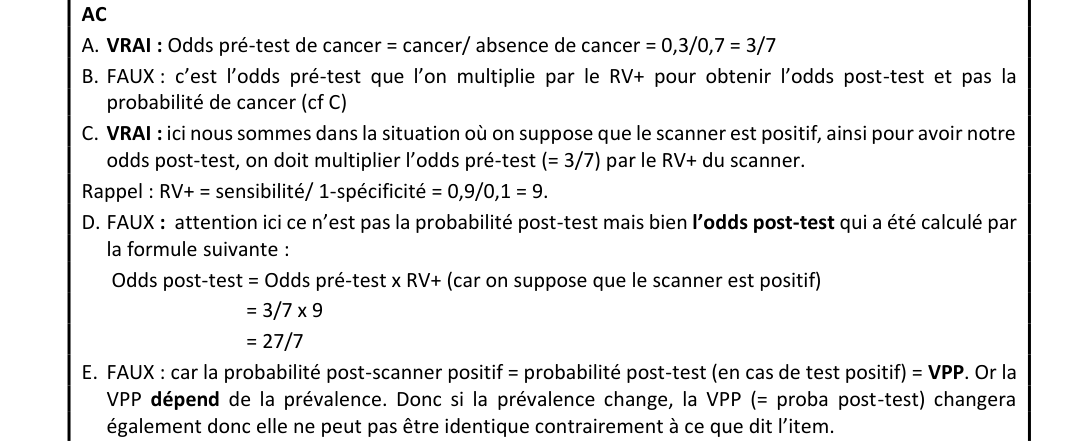 AC
A. VRAI : Odds pré-test de cancer = cancer/ absence de cancer = 0,3/0,7 = 3/7
B. FAUX : c’est l’odds pré-test que l’on multiplie par le RV+ pour obtenir l’odds post-test et pas la
probabilité de cancer (cf C)
C. VRAI : ici nous sommes dans la situation où on suppose que le scanner est positif, ainsi pour avoir notre
odds post-test, on doit multiplier l’odds pré-test (= 3/7) par le RV+ du scanner.
Rappel : RV+ = sensibilité/ 1-spécificité = 0,9/0,1 = 9.
D. FAUX : attention ici ce n’est pas la probabilité post-test mais bien l’odds post-test qui a été calculé par
la formule suivante :
Odds post-test = Odds pré-test x RV+ (car on suppose que le scanner est positif)
= 3/7 x 9
= 27/7
E. FAUX : car la probabilité post-scanner positif = probabilité post-test (en cas de test positif) = VPP. Or la
VPP dépend de la prévalence. Donc si la prévalence change, la VPP (= proba post-test) changera
également donc elle ne peut pas être identique contrairement à ce que dit l’item.